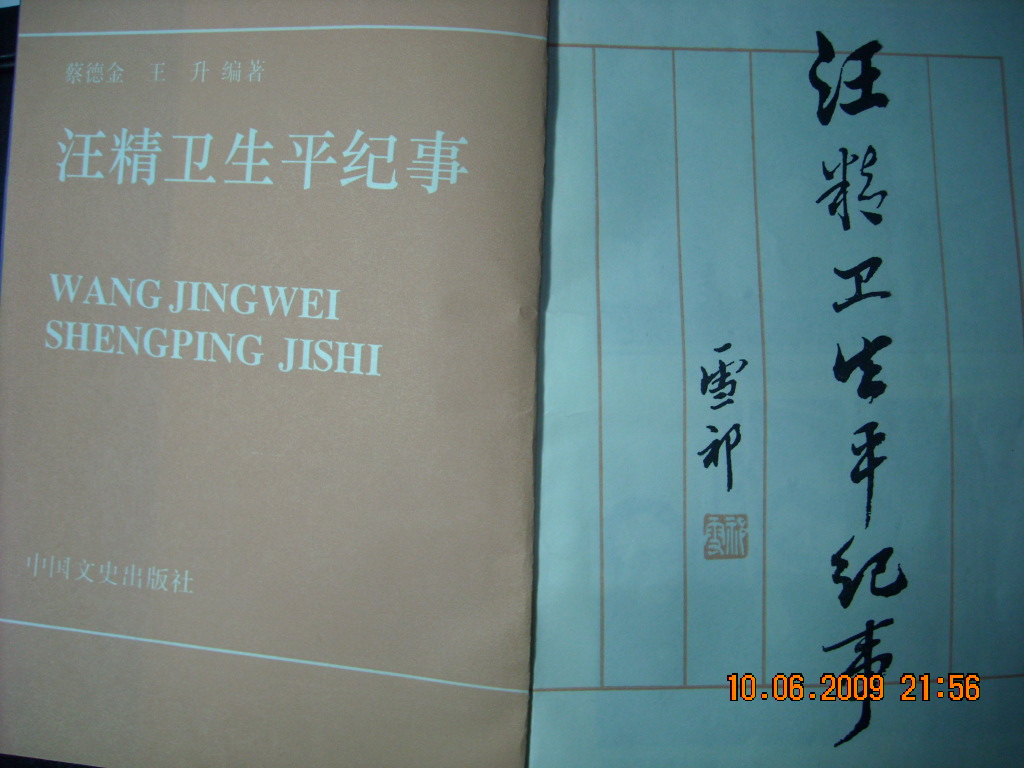 蔡德金 王 升 编著
汪精卫生平纪事
WANG JINGWEI
SHENGPING JISHI
中国文史出版社
汪精卫生平纪事
雪祁
10.06.2009 21:56